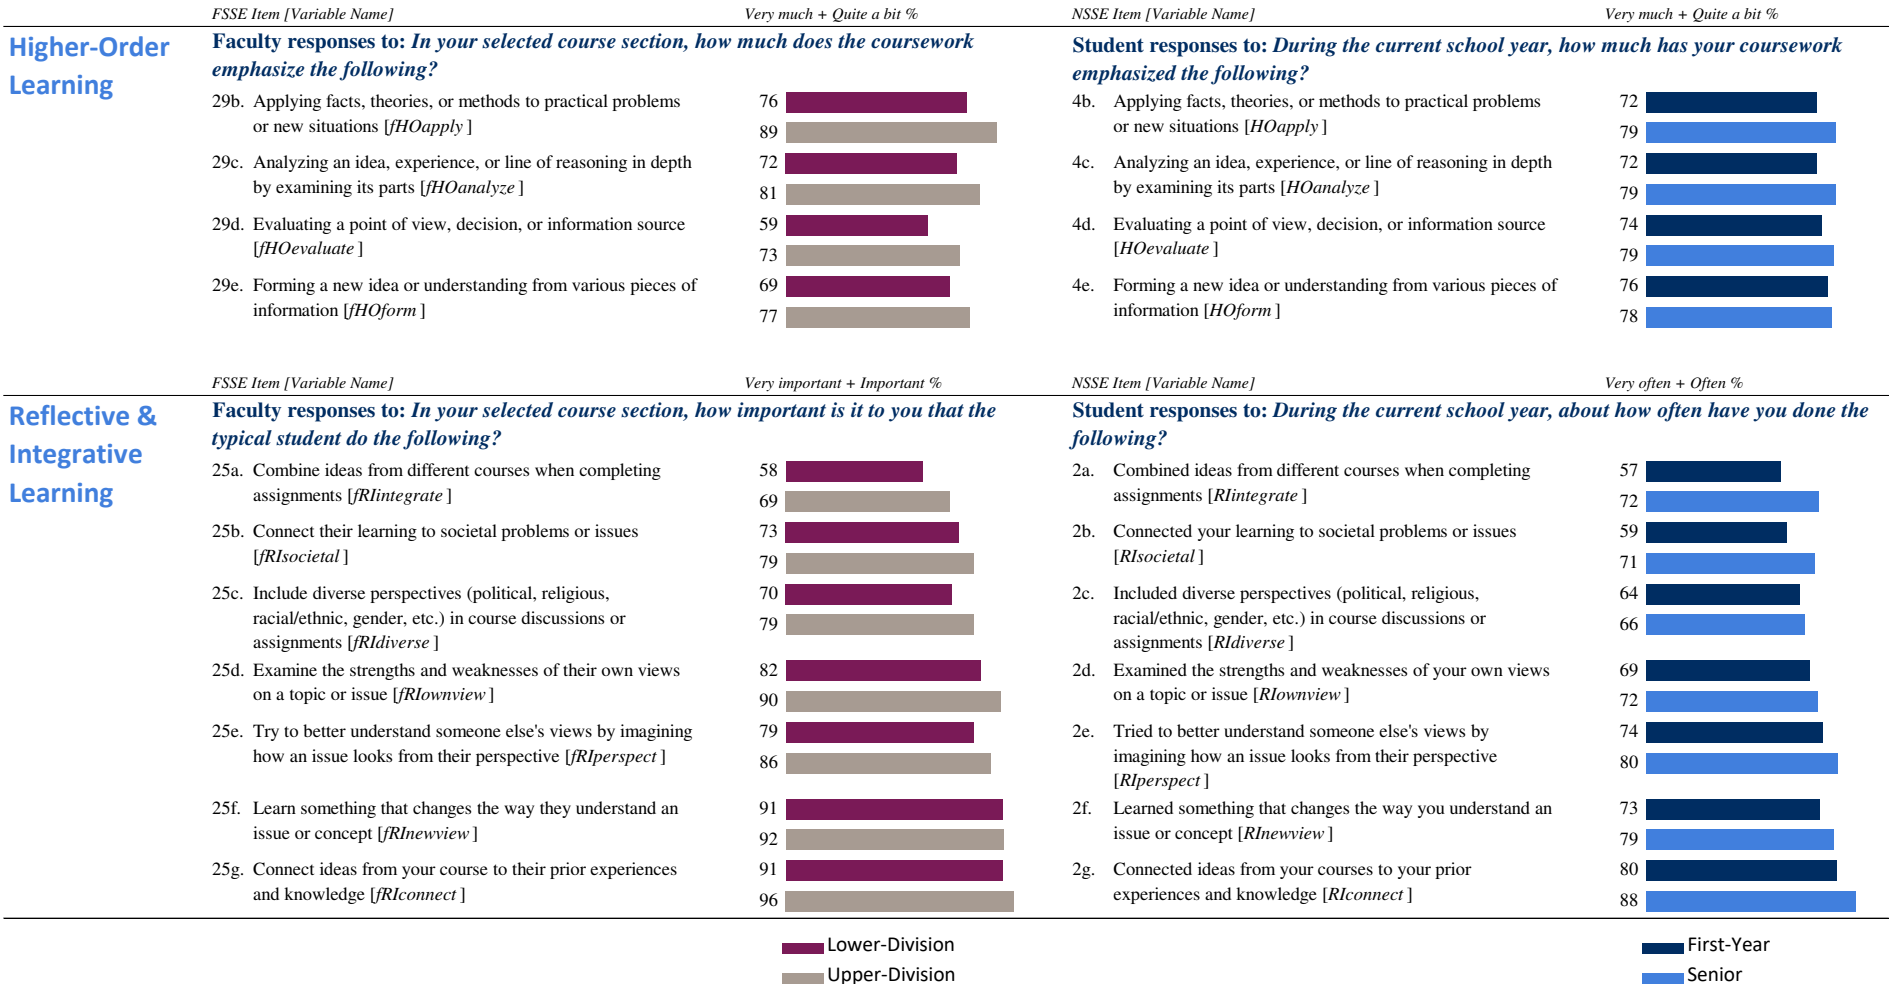 FSSE Item [Variable Name] Very much + Quite a bit % NSSE Item [Variable Name] Very much + Quite a bit %
Higher-Order
Learning
Faculty responses to: In your selected course section, how much does the coursework
emphasize the following?
29b. Applying facts, theories, or methods to practical problems 76
or new situations [fHOapply] 89
29c. Analyzing an idea, experience, or line of reasoning in depth 72
by examining its parts [fHOanalyze] 81
29d. Evaluating a point of view, decision, or information source 59
[fHOevaluate] 73
29e. Forming a new idea or understanding from various pieces of 69
information [fHOform] 77
Student responses to: During the current school year, how much has your coursework
emphasized the following?
4b. Applying facts, theories, or methods to practical problems 72
or new situations [HOapply] 79
4c. Analyzing an idea, experience, or line of reasoning in depth 72
by examining its parts [HOanalyze] 79
4d. Evaluating a point of view, decision, or information source 74
[HOevaluate] 79
4e. Forming a new idea or understanding from various pieces of 76
information [HOform] 78
FSSE Item [Variable Name] Very important + Important % NSSE Item [Variable Name] Very often + Often %
Reflective &
Integrative
Learning
Faculty responses to: In your selected course section, how important is it to you that the
typical student do the following?
25a. Combine ideas from different courses when completing 58
assignments [fRIintegrate] 69
25b. Connect their learning to societal problems or issues 73
[fRIsocietal] 79
25c. Include diverse perspectives (political, religious, 70
racial/ethnic, gender, etc.) in course discussions or 79
assignments [fRIdiverse]
25d. Examine the strengths and weaknesses of their own views 82
on a topic or issue [fRIownview] 90
25e. Try to better understand someone else's views by imagining 79
how an issue looks from their perspective [fRIperspect] 86
25f. Learn something that changes the way they understand an 91
issue or concept [fRInewview] 92
25g. Connect ideas from your course to their prior experiences 91
and knowledge [fRIconnect] 96
Student responses to: During the current school year, about how often have you done the
following?
2a. Combined ideas from different courses when completing 57
assignments [RIintegrate] 72
2b. Connected your learning to societal problems or issues 59
[RIsocietal] 71
2c. Included diverse perspectives (political, religious, 64
racial/ethnic, gender, etc.) in course discussions or 66
assignments [RIdiverse]
2d. Examined the strengths and weaknesses of your own views 69
on a topic or issue [RIownview] 72
2e. Tried to better understand someone else's views by 74
imagining how an issue looks from their perspective 80
[RIperspect]
2f. Learned something that changes the way you understand an 73
issue or concept [RInewview] 79
2g. Connected ideas from your courses to your prior 80
experiences and knowledge [RIconnect] 88
Lower-Division
Upper-Division
First-Year
Senior